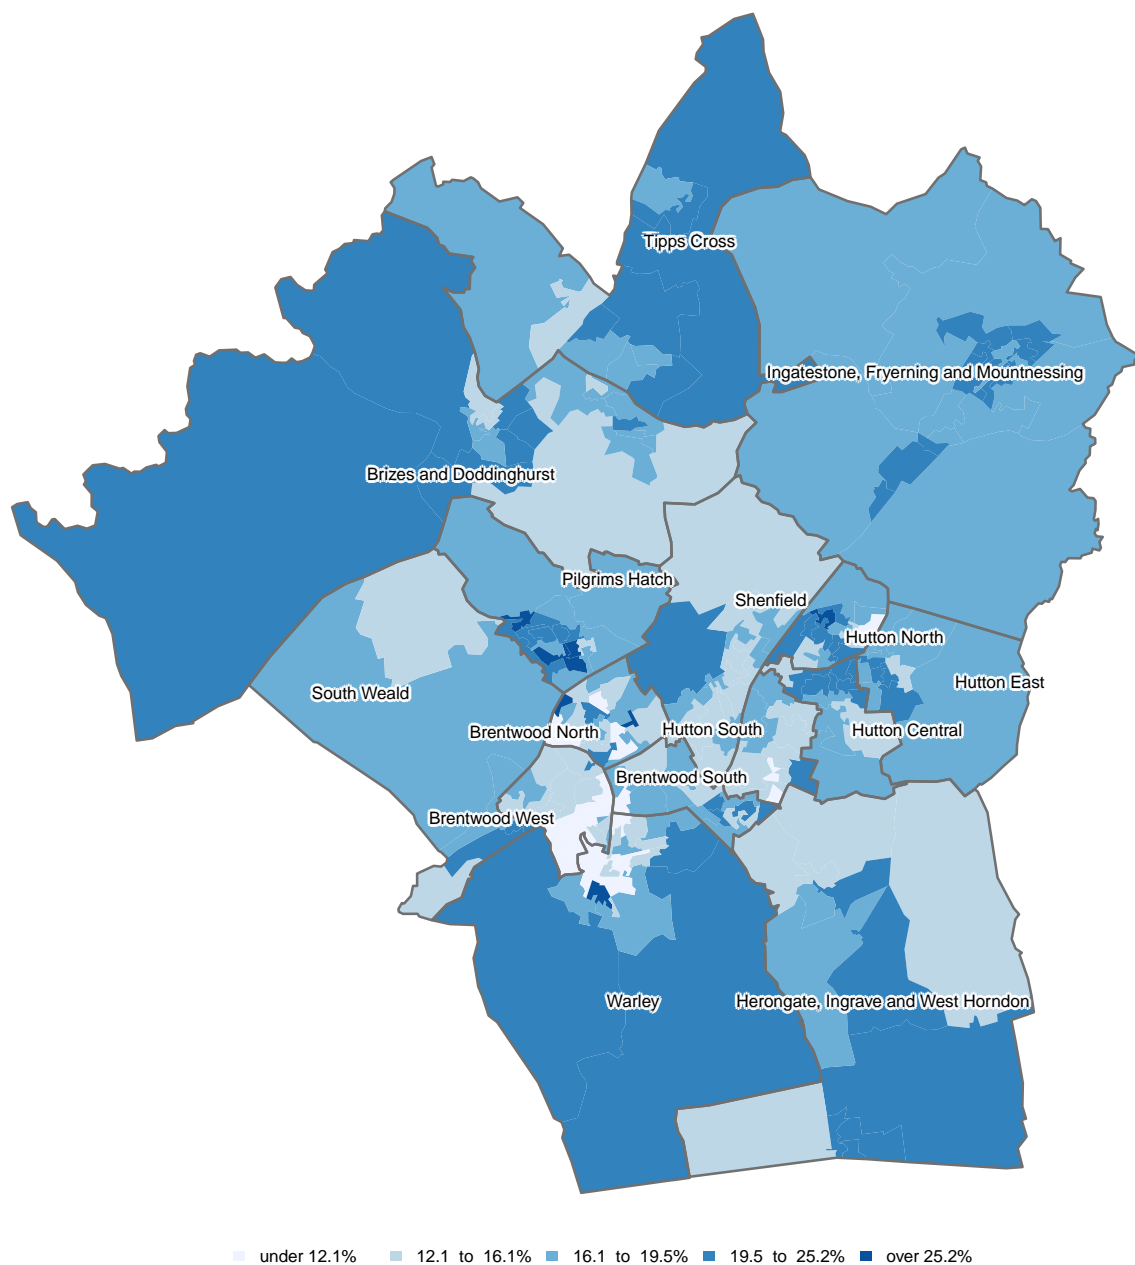 Tipps Cross
Ingatestone, Fryerning and Mountnessing
Brizes and Doddinghurst
Pilgrims Hatch
Shenfield
Hutton North
Hutton East
South Weald
Brentwood North
Hutton South
Hutton Central
Brentwood South
Brentwood West
Warley
Herongate, Ingrave and West Horndon
under 12.1% 12.1 to 16.1% 16.1 to 19.5% 19.5 to 25.2% over 25.2%